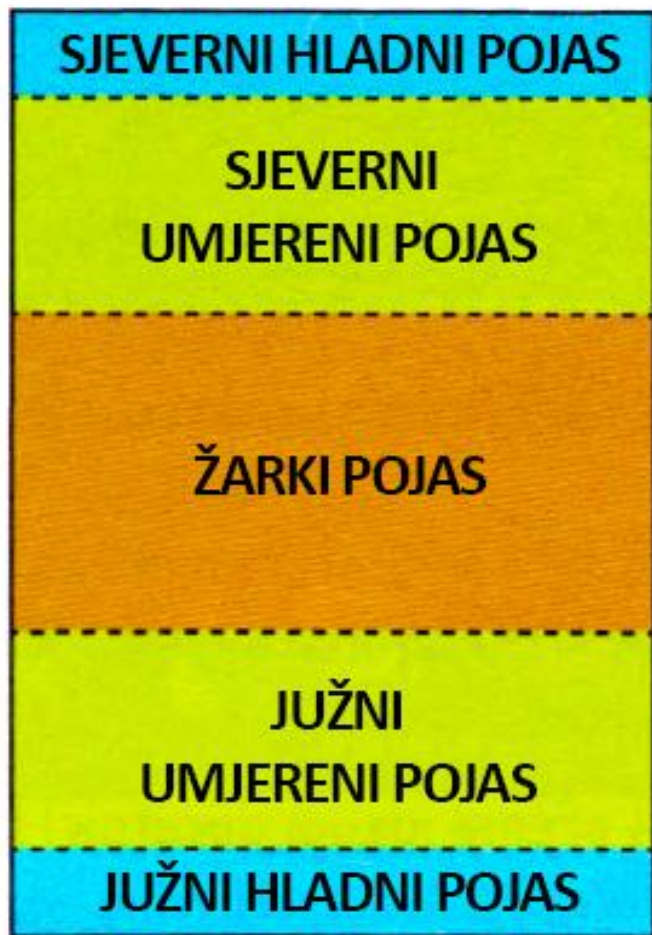 SJEVERNI HLADNI POJAS
SJEVERNI
UMJERENI POJAS
ŽARKI POJAS
JUŽNI
UMJERENI POJAS
JUŽNI HLADNI POJAS